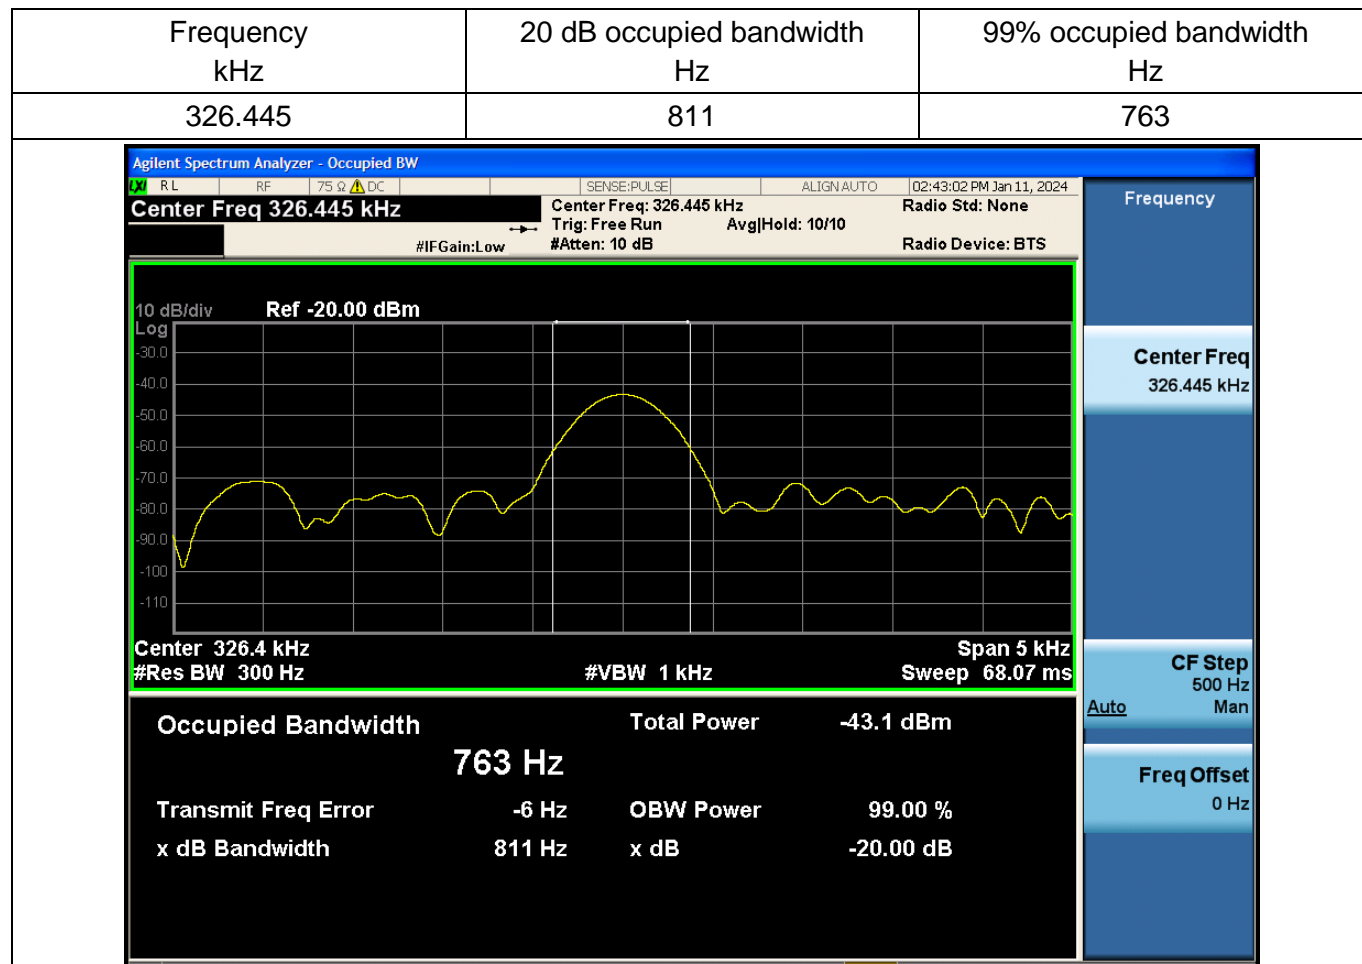 Frequency 20 dB occupied bandwidth 99% occupied bandwidth
kHz Hz Hz
326.445 811 763
Agilent Spectrum Analyzer - Occupied BW
LXI RL RF 75 Ω DC SENSE:PULSE ALIGN AUTO 02:43:02 PM Jan 11, 2024
Center Freq 326.445 kHz Center Freq: 326.445 kHz Radio Std: None
Trig: Free Run Avg|Hold: 10/10
#IFGain:Low #Atten: 10 dB Radio Device: BTS
10 dB/div Ref -20.00 dBm
Log
-30.0
-40.0
-50.0
-60.0
-70.0
-80.0
-90.0
-100
-110
Center 326.4 kHz Span 5 kHz
#Res BW 300 Hz #VBW 1 kHz Sweep 68.07 ms
Occupied Bandwidth Total Power -43.1 dBm
763 Hz
Transmit Freq Error -6 Hz OBW Power 99.00 %
x dB Bandwidth 811 Hz x dB -20.00 dB
Frequency
Center Freq
326.445 kHz
CF Step
500 Hz
Auto Man
Freq Offset
0 Hz